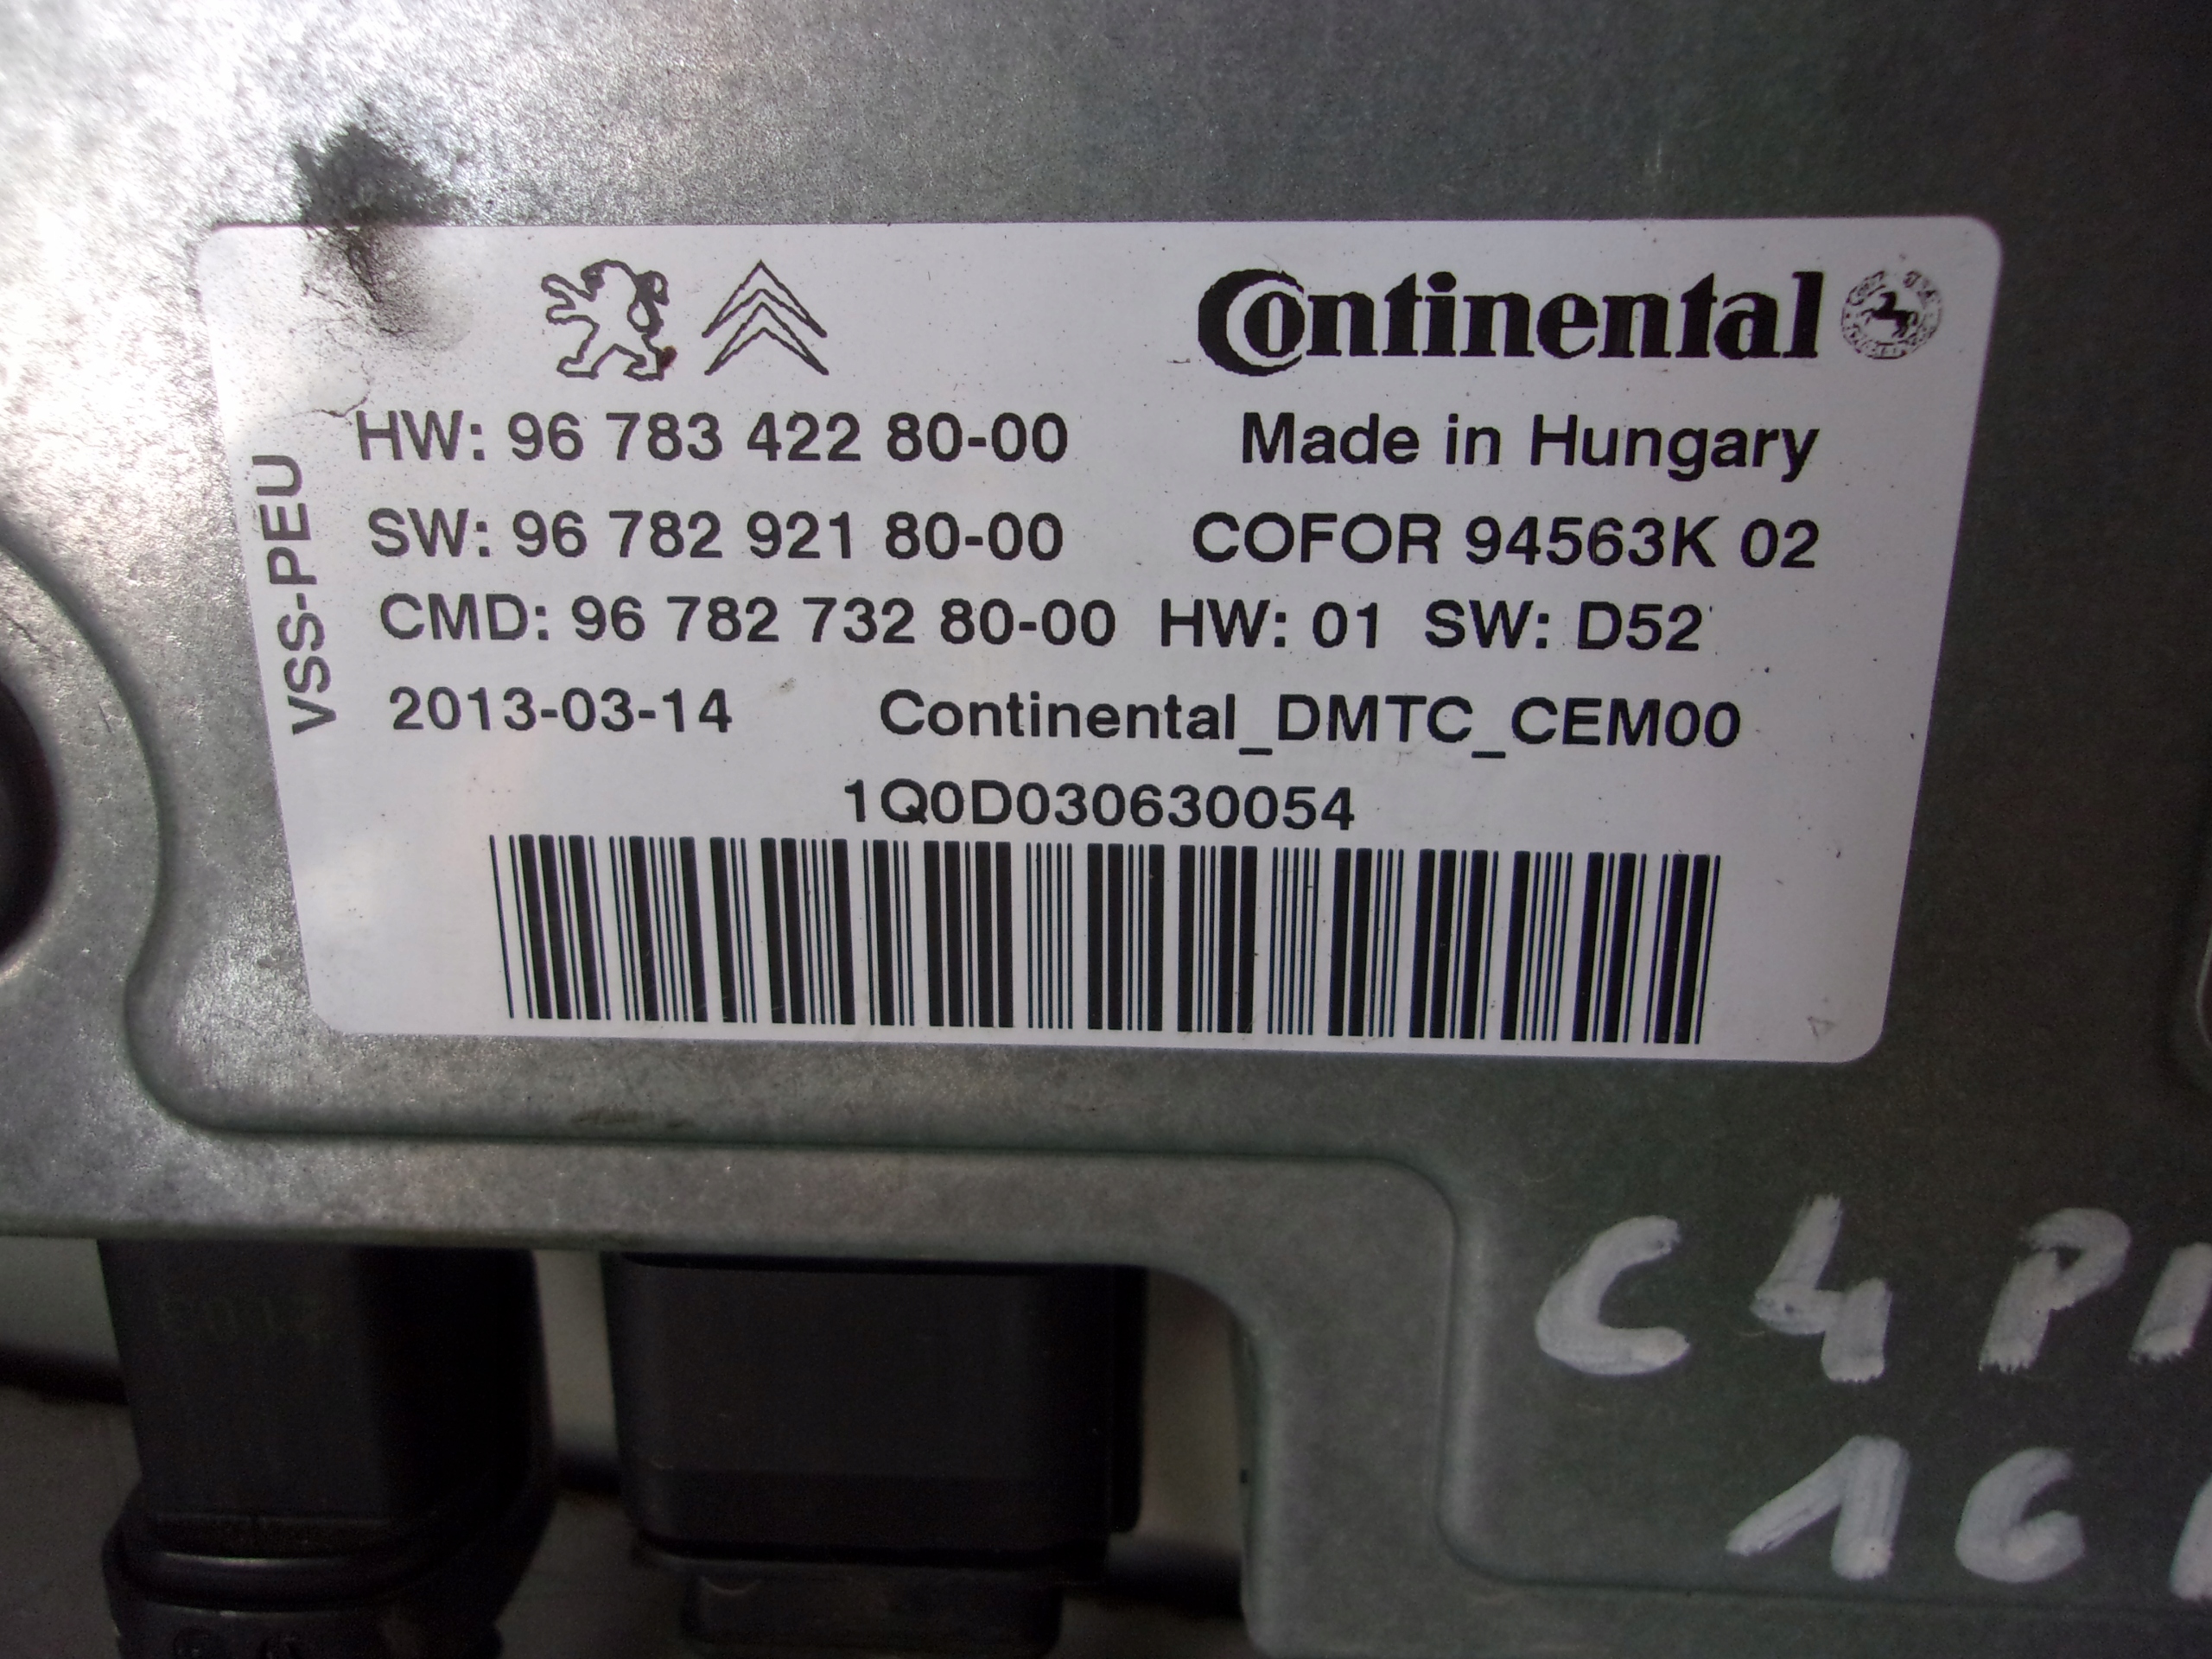 Continental
HW: 96 783 422 80-00
Made in Hungary
VSS-PEU
SW: 96 782 921 80-00
COFOR 94563K 02
CMD: 96 782 732 80-00 HW: 01 SW: D52
2013-03-14
Continental_DMTC_CEM00
1Q0D030630054
C4 PI
16